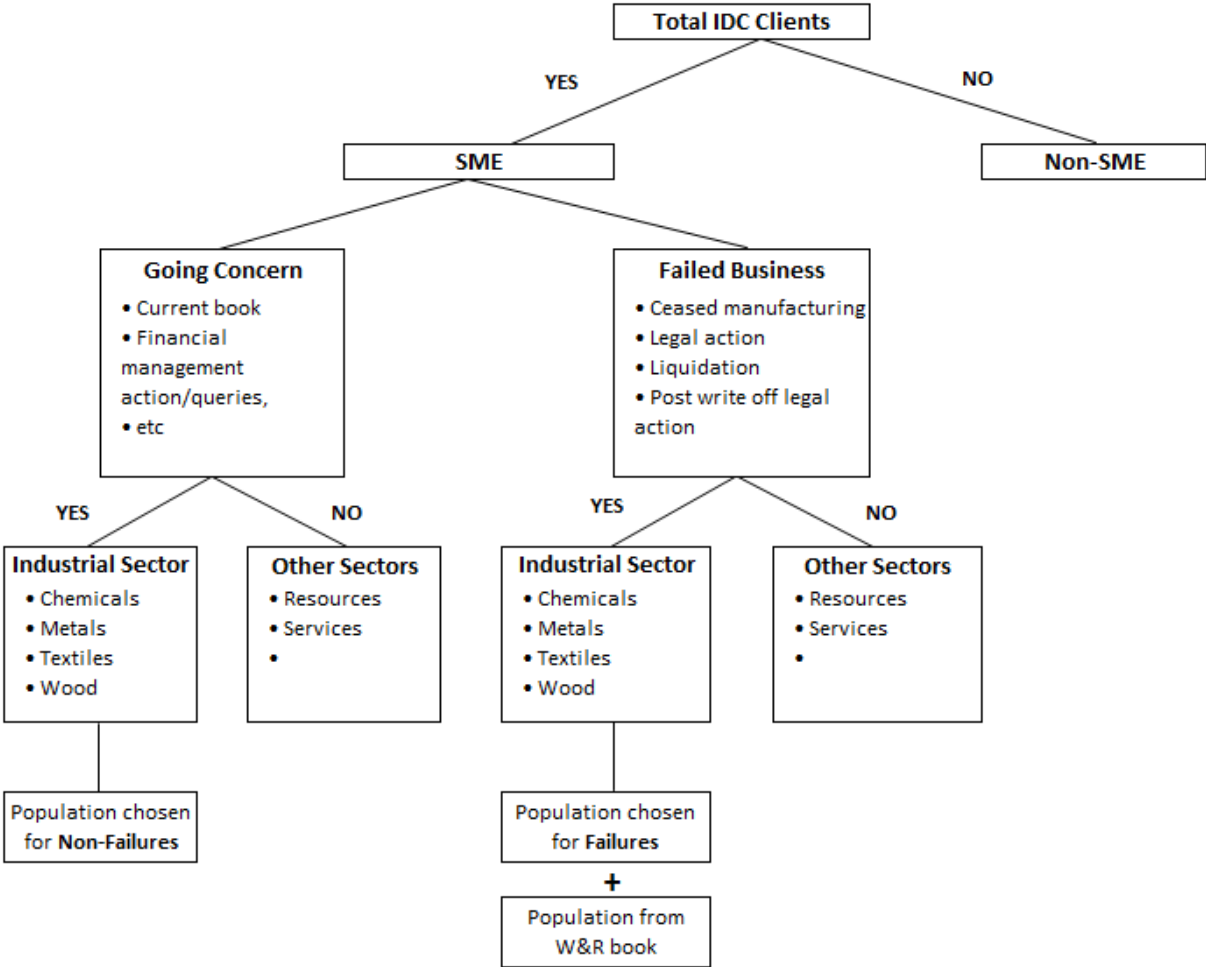 Total IDC Clients
YES
NO
SME
Non-SME
Going Concern
• Current book
• Financial
management
action/queries,
• etc
Failed Business
• Ceased manufacturing
• Legal action
• Liquidation
• Post write off legal
action
YES
NO
YES
NO
Industrial Sector
• Chemicals
• Metals
• Textiles
• Wood
Other Sectors
• Resources
• Services
•
Industrial Sector
• Chemicals
• Metals
• Textiles
• Wood
Other Sectors
• Resources
• Services
•
Population chosen
for Non-Failures
Population chosen
for Failures
+
Population from
W&R book